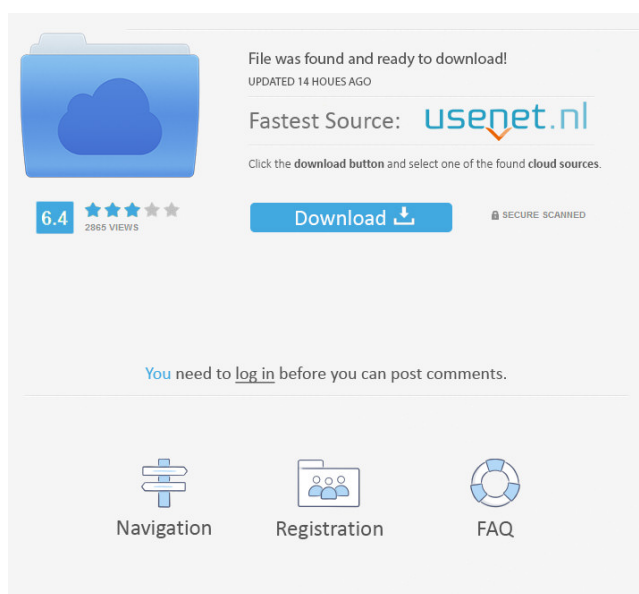 File was found and ready to download!
UPDATED 14 HOUES AGO
Fastest Source: usenet.nl
Click the download button and select one of the found cloud sources.
6.4
2865 VIEWS
Download
SECURE SCANNED
You need to log in before you can post comments.
Navigation
Registration
FAQ